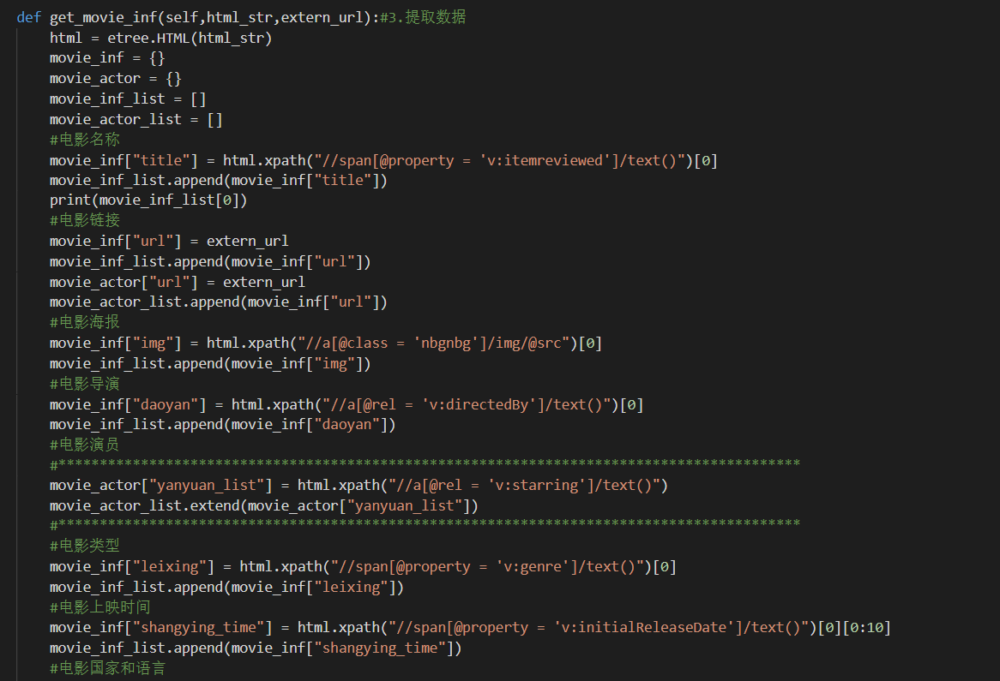 def get_movie_inf(self,html_str,extern_url):#3.提取数据
    html = etree.HTML(html_str)
    movie_inf = {}
    movie_actor = {}
    movie_inf_list = []
    movie_actor_list = []
    #电影名称
    movie_inf["title"] = html.xpath("//span[@property = 'v:itemreviewed']/text()")[0]
    movie_inf_list.append(movie_inf["title"])
    print(movie_inf_list[0])
    #电影链接
    movie_inf["url"] = extern_url
    movie_inf_list.append(movie_inf["url"])
    movie_actor["url"] = extern_url
    movie_actor_list.append(movie_inf["url"])
    #电影海报
    movie_inf["img"] = html.xpath("//a[@class = 'nbgnbg']/img/@src")[0]
    movie_inf_list.append(movie_inf["img"])
    #电影导演
    movie_inf["daoyan"] = html.xpath("//a[@rel = 'v:directedBy']/text()")[0]
    movie_inf_list.append(movie_inf["daoyan"])
    #电影演员
    #******************************************************************************************
    movie_actor["yanyuan_list"] = html.xpath("//a[@rel = 'v:starring']/text()")
    movie_actor_list.extend(movie_actor["yanyuan_list"])
    #******************************************************************************************
    #电影类型
    movie_inf["leixing"] = html.xpath("//span[@property = 'v:genre']/text()")[0]
    movie_inf_list.append(movie_inf["leixing"])
    #电影上映时间
    movie_inf["shangying_time"] = html.xpath("//span[@property = 'v:initialReleaseDate']/text()")[0][0:10]
    movie_inf_list.append(movie_inf["shangying_time"])
    #电影国家和语言